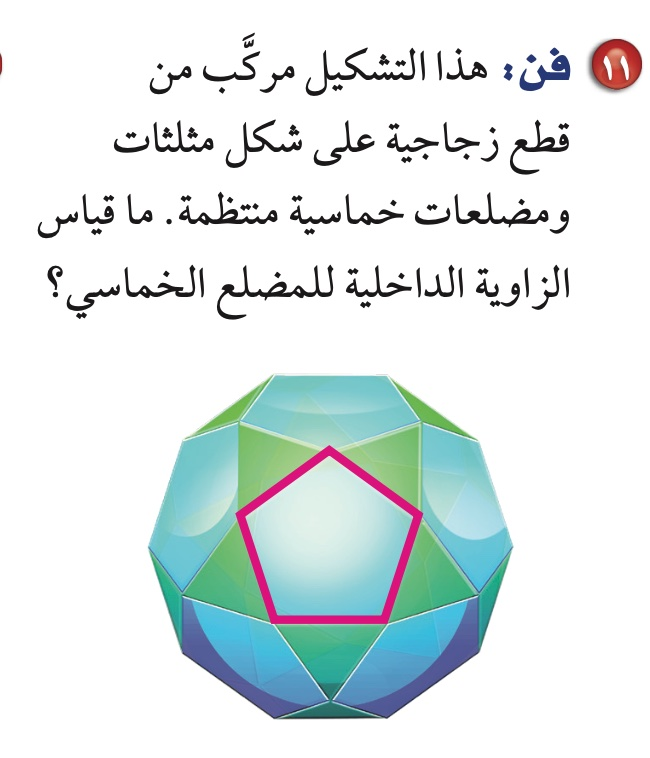 ١١ فن: هذا التشكيل مركَّب من
قطع زجاجية على شكل مثلثات
ومضلعات خماسية منتظمة. ما قياس
الزاوية الداخلية للمضلع الخماسي؟